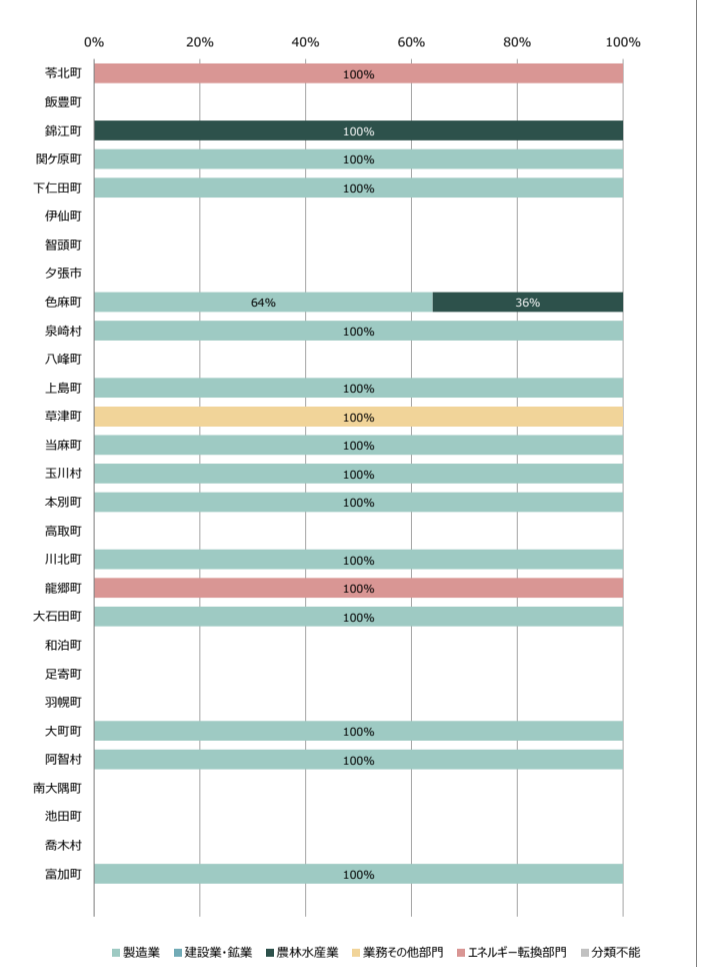 0% 20% 40% 60% 80% 100%
苓北町 100%
飯豊町
錦江町 100%
関ケ原町 100%
下仁田町 100%
伊仙町
智頭町
夕張市
色麻町 64% 36%
泉崎村 100%
八峰町
上島町 100%
草津町 100%
当麻町 100%
玉川村 100%
本別町 100%
高取町
川北町 100%
龍郷町 100%
大石田町 100%
和泊町
足寄町
羽幌町
大町町 100%
阿智村 100%
南大隅町
池田町
喬木村
富加町 100%
製造業 建設業・鉱業 農林水産業 業務その他部門 エネルギー転換部門 分類不能